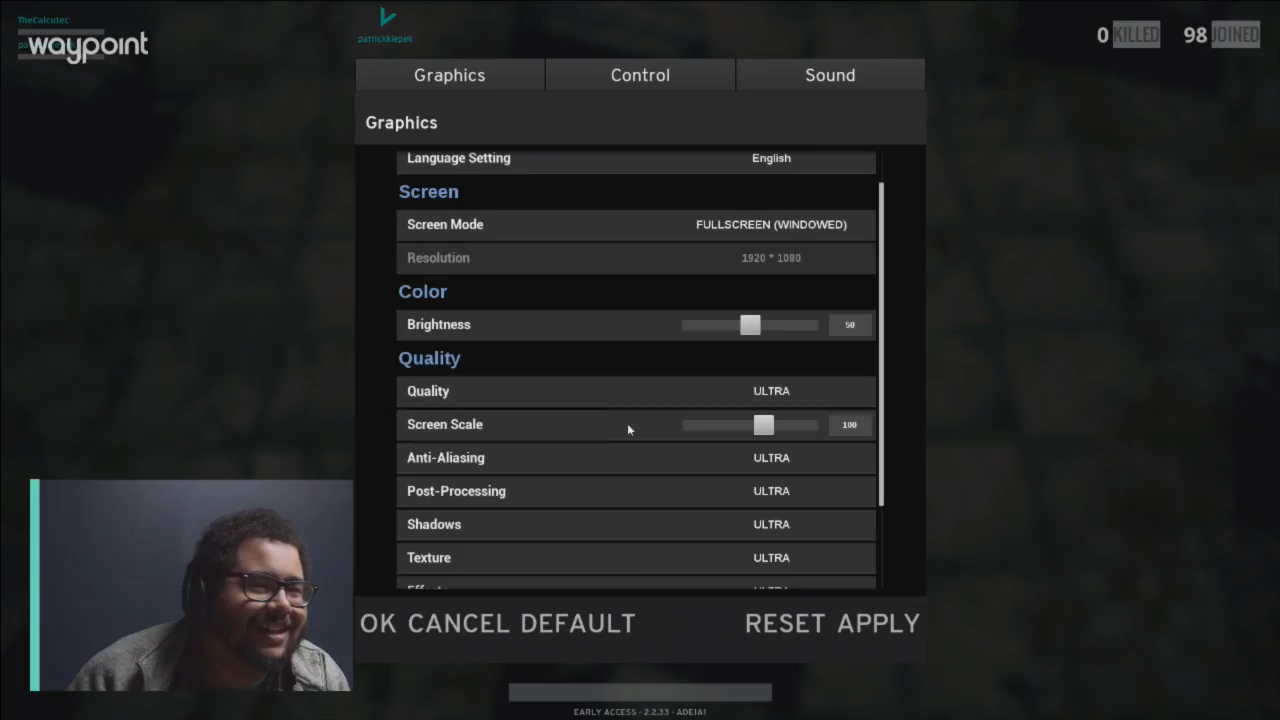 TheCalcutec
waypoint
patrickklepek
0 KILLED 98 JOINED
Graphics Control Sound
Graphics
Language Setting English
Screen
Screen Mode FULLSCREEN (WINDOWED)
Resolution 1920 * 1080
Color
Brightness 50
Quality
Quality ULTRA
Screen Scale 100
Anti-Aliasing ULTRA
Post-Processing ULTRA
Shadows ULTRA
Texture ULTRA
OK CANCEL DEFAULT RESET APPLY
EARLY ACCESS - 2.2.33 - ADE1A1